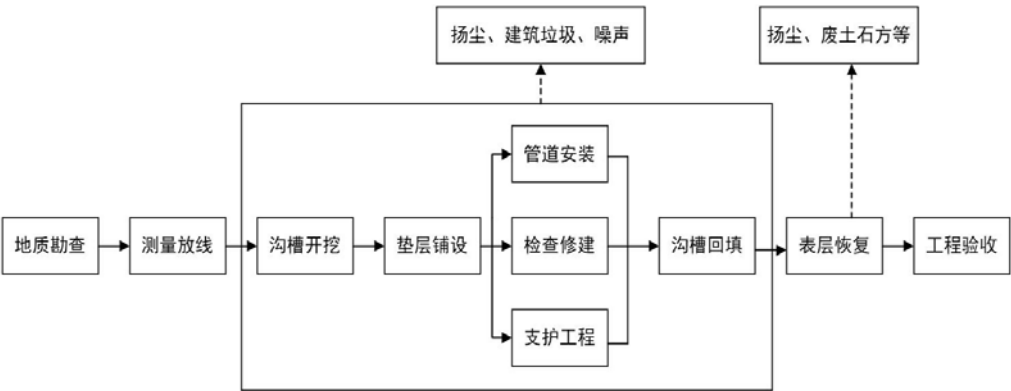 扬尘、建筑垃圾、噪声
扬尘、废土石方等
管道安装
地质勘查
测量放线
沟槽开挖
垫层铺设
检查修建
沟槽回填
表层恢复
工程验收
支护工程